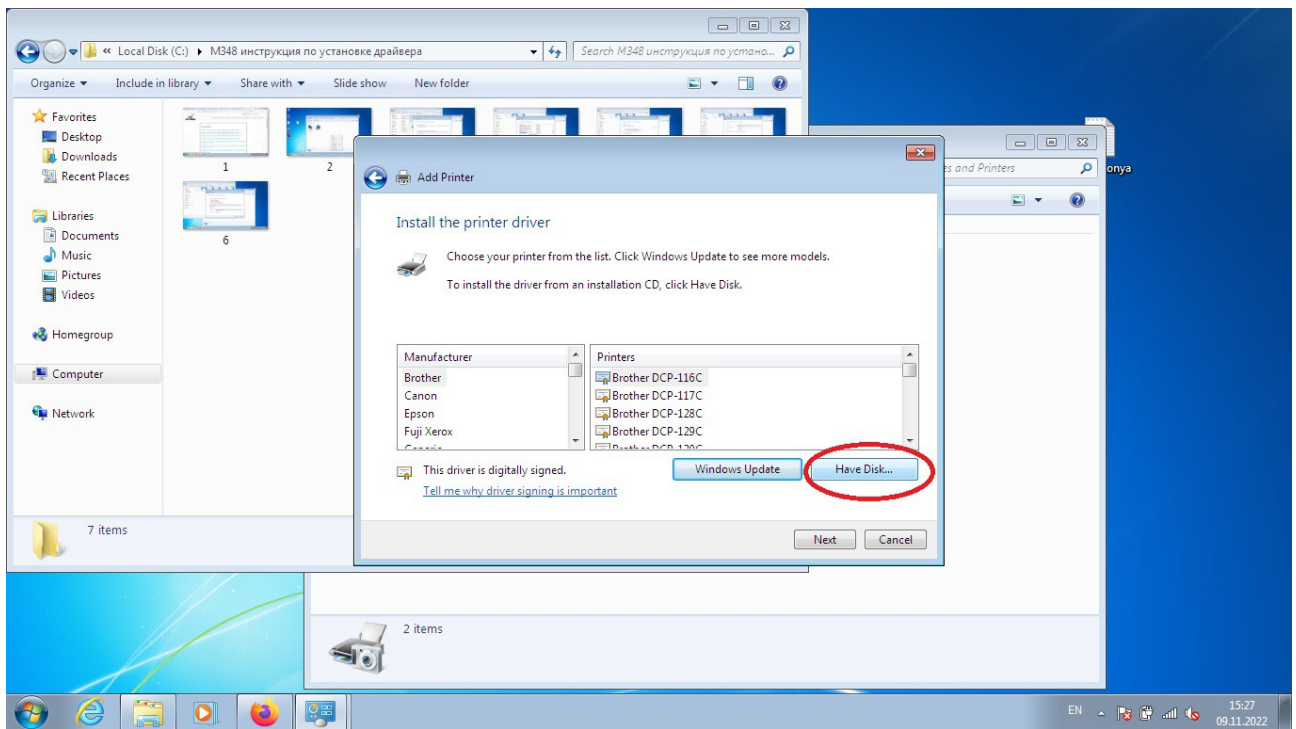 « Local Disk (C:) ▸ M348 инструкция по установке драйвера
Search M348 инструкция по устано...
Organize Include in library Share with Slide show New folder
Favorites
Desktop
Downloads
Recent Places
Libraries
Documents
Music
Pictures
Videos
Homegroup
Computer
Network
1
2
6
7 items
es and Printers
onya
Add Printer
Install the printer driver
Choose your printer from the list. Click Windows Update to see more models.
To install the driver from an installation CD, click Have Disk.
Manufacturer
Brother
Canon
Epson
Fuji Xerox
Generic
Printers
Brother DCP-116C
Brother DCP-117C
Brother DCP-128C
Brother DCP-129C
This driver is digitally signed.
Tell me why driver signing is important
Windows Update
Have Disk...
Next
Cancel
2 items
EN
15:27
09.11.2022